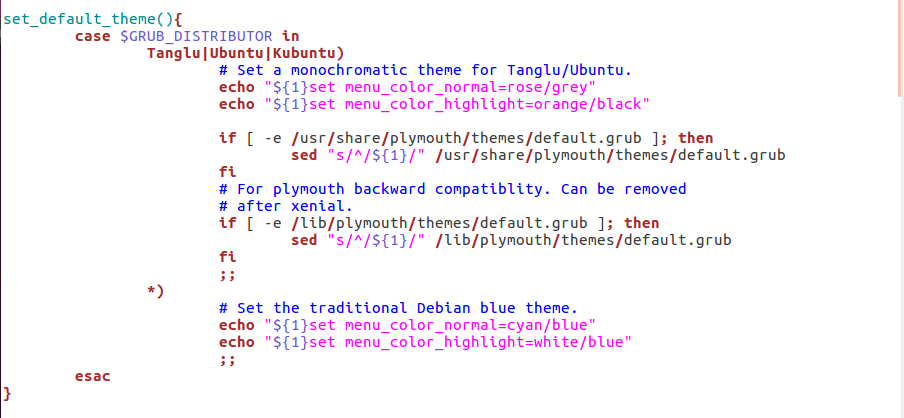 set_default_theme(){
        case $GRUB_DISTRIBUTOR in
                Tanglu|Ubuntu|Kubuntu)
                        # Set a monochromatic theme for Tanglu/Ubuntu.
                        echo "${1}set menu_color_normal=rose/grey"
                        echo "${1}set menu_color_highlight=orange/black"

                        if [ -e /usr/share/plymouth/themes/default.grub ]; then
                                sed "s/^/${1}/" /usr/share/plymouth/themes/default.grub
                        fi
                        # For plymouth backward compatiblity. Can be removed
                        # after xenial.
                        if [ -e /lib/plymouth/themes/default.grub ]; then
                                sed "s/^/${1}/" /lib/plymouth/themes/default.grub
                        fi
                        ;;
                *)
                        # Set the traditional Debian blue theme.
                        echo "${1}set menu_color_normal=cyan/blue"
                        echo "${1}set menu_color_highlight=white/blue"
                        ;;
        esac
}